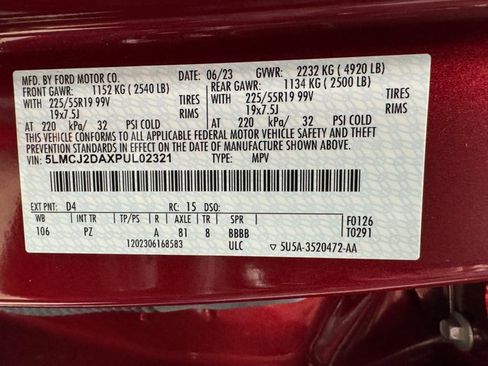 MFD. BY FORD MOTOR CO. DATE: 06/23 GVWR: 2232 KG ( 4920 LB)
FRONT GAWR: 1152 KG ( 2540 LB) REAR GAWR: 1134 KG ( 2500 LB)
WITH 225/55R19 99V TIRES WITH 225/55R19 99V TIRES
19x7.5J RIMS 19x7.5J RIMS
AT 220 kPa/ 32 PSI COLD AT 220 kPa/ 32 PSI COLD
THIS VEHICLE CONFORMS TO ALL APPLICABLE FEDERAL MOTOR VEHICLE SAFETY AND THEFT
PREVENTION STANDARDS IN EFFECT ON THE DATE OF MANUFACTURE SHOWN ABOVE.
VIN: 5LMCJ2DAXPUL02321 TYPE: MPV
EXT PNT: D4 RC: 15 DSO:
WB INT TR TP/PS R AXLE TR SPR F0126
106 PZ A 81 8 BBBB T0291
1202306168583 ULC 5U5A-3520472-AA